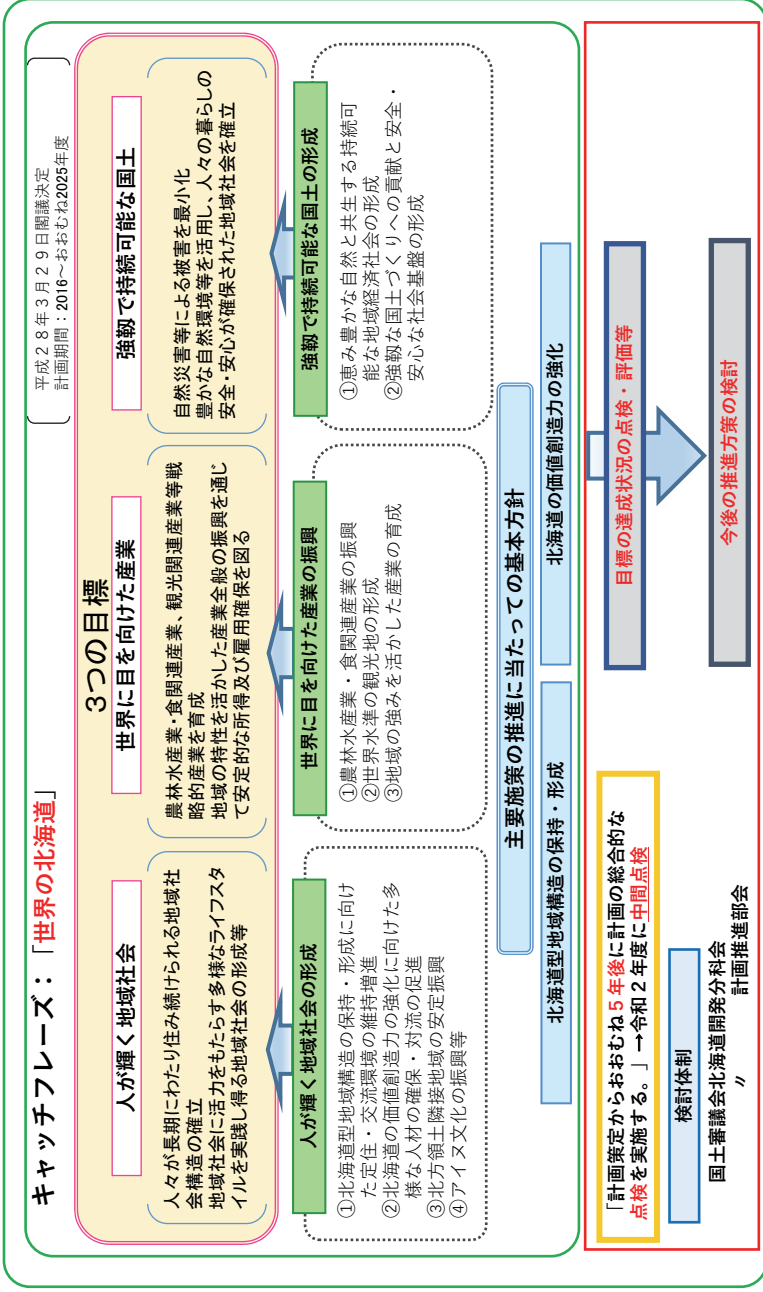 キャッチフレーズ：「世界の北海道」
平成２８年３月２９日閣議決定
計画期間：2016～おおむね2025年度
３つの目標
人が輝く地域社会
人々が長期にわたり住み続けられる地域社
会構造の確立
地域社会に活力をもたらす多様なライフスタ
イルを実践し得る地域社会の形成等
世界に目を向けた産業
農林水産業・食関連産業、観光関連産業等戦
略的産業を育成
地域の特性を活かした産業全般の振興を通じ
て安定的な所得及び雇用確保を図る
強靱で持続可能な国土
自然災害等による被害を最小化
豊かな自然環境等を活用し、人々の暮らしの
安全・安心が確保された地域社会を確立
人が輝く地域社会の形成
①北海道型地域構造の保持・形成に向け
た定住・交流環境の維持増進
②北海道の価値創造力の強化に向けた多
様な人材の確保・対流の促進
③北方領土隣接地域の安定振興
④アイヌ文化の振興等
世界に目を向けた産業の振興
①農林水産業・食関連産業の振興
②世界水準の観光地の形成
③地域の強みを活かした産業の育成
強靱で持続可能な国土の形成
①恵み豊かな自然と共生する持続可
能な地域経済社会の形成
②強靱な国土づくりへの貢献と安全・
安心な社会基盤の形成
主要施策の推進に当たっての基本方針
北海道型地域構造の保持・形成
北海道の価値創造力の強化
「計画策定からおおむね５年後に計画の総合的な
点検を実施する。」→令和２年度に中間点検
検討体制
国土審議会北海道開発分科会
〃　計画推進部会
目標の達成状況の点検・評価等
今後の推進方策の検討